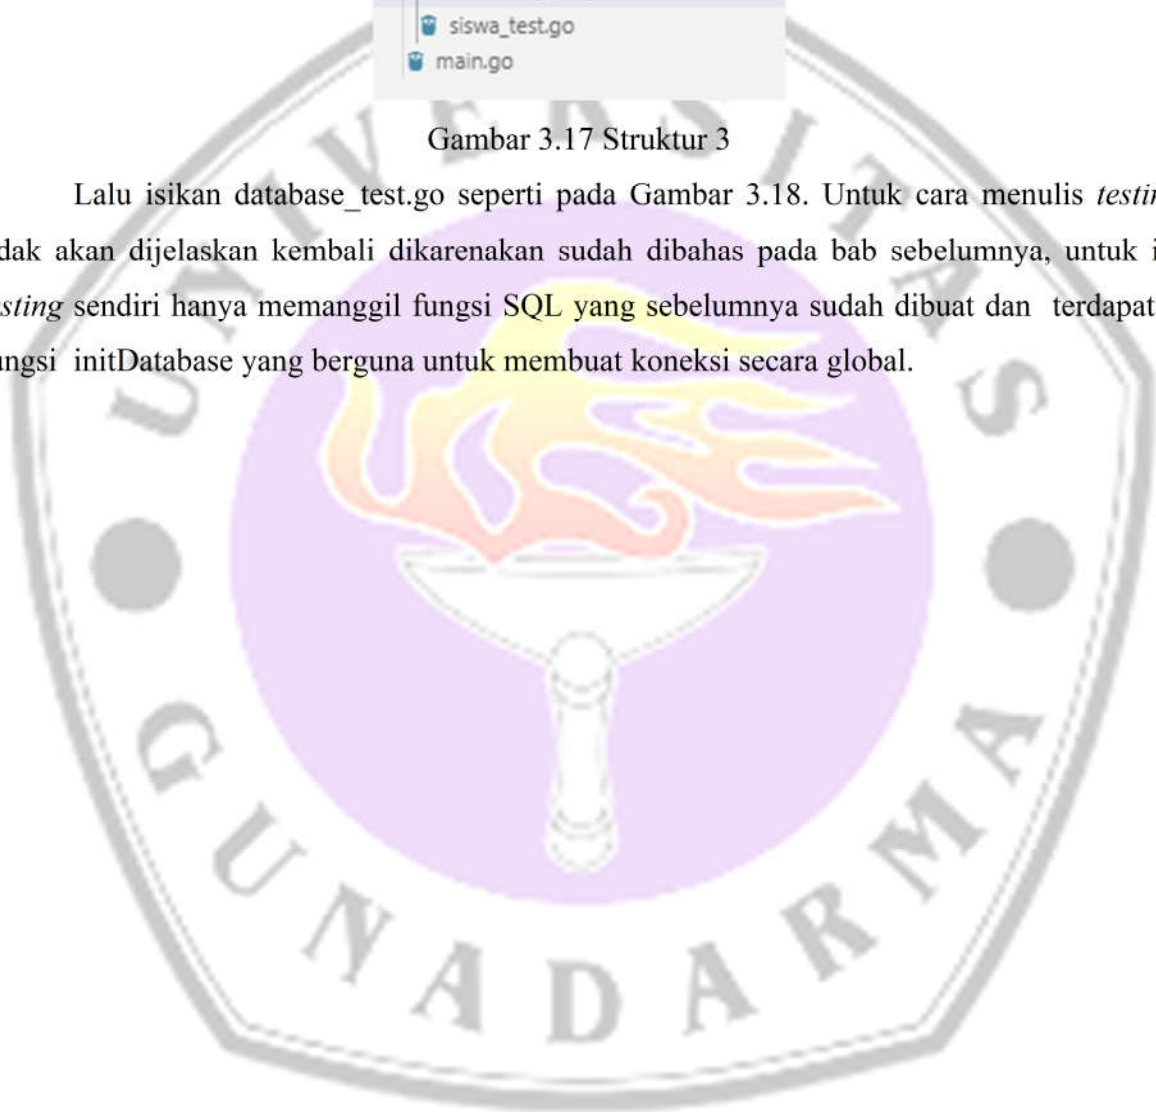 siswa_test.go
main.go
Gambar 3.17 Struktur 3
Lalu isikan database_test.go seperti pada Gambar 3.18. Untuk cara menulis testin
dak akan dijelaskan kembali dikarenakan sudah dibahas pada bab sebelumnya, untuk i
sting sendiri hanya memanggil fungsi SQL yang sebelumnya sudah dibuat dan terdapat
ungsi initDatabase yang berguna untuk membuat koneksi secara global.
UNIVERSITAS
GUNADARMA